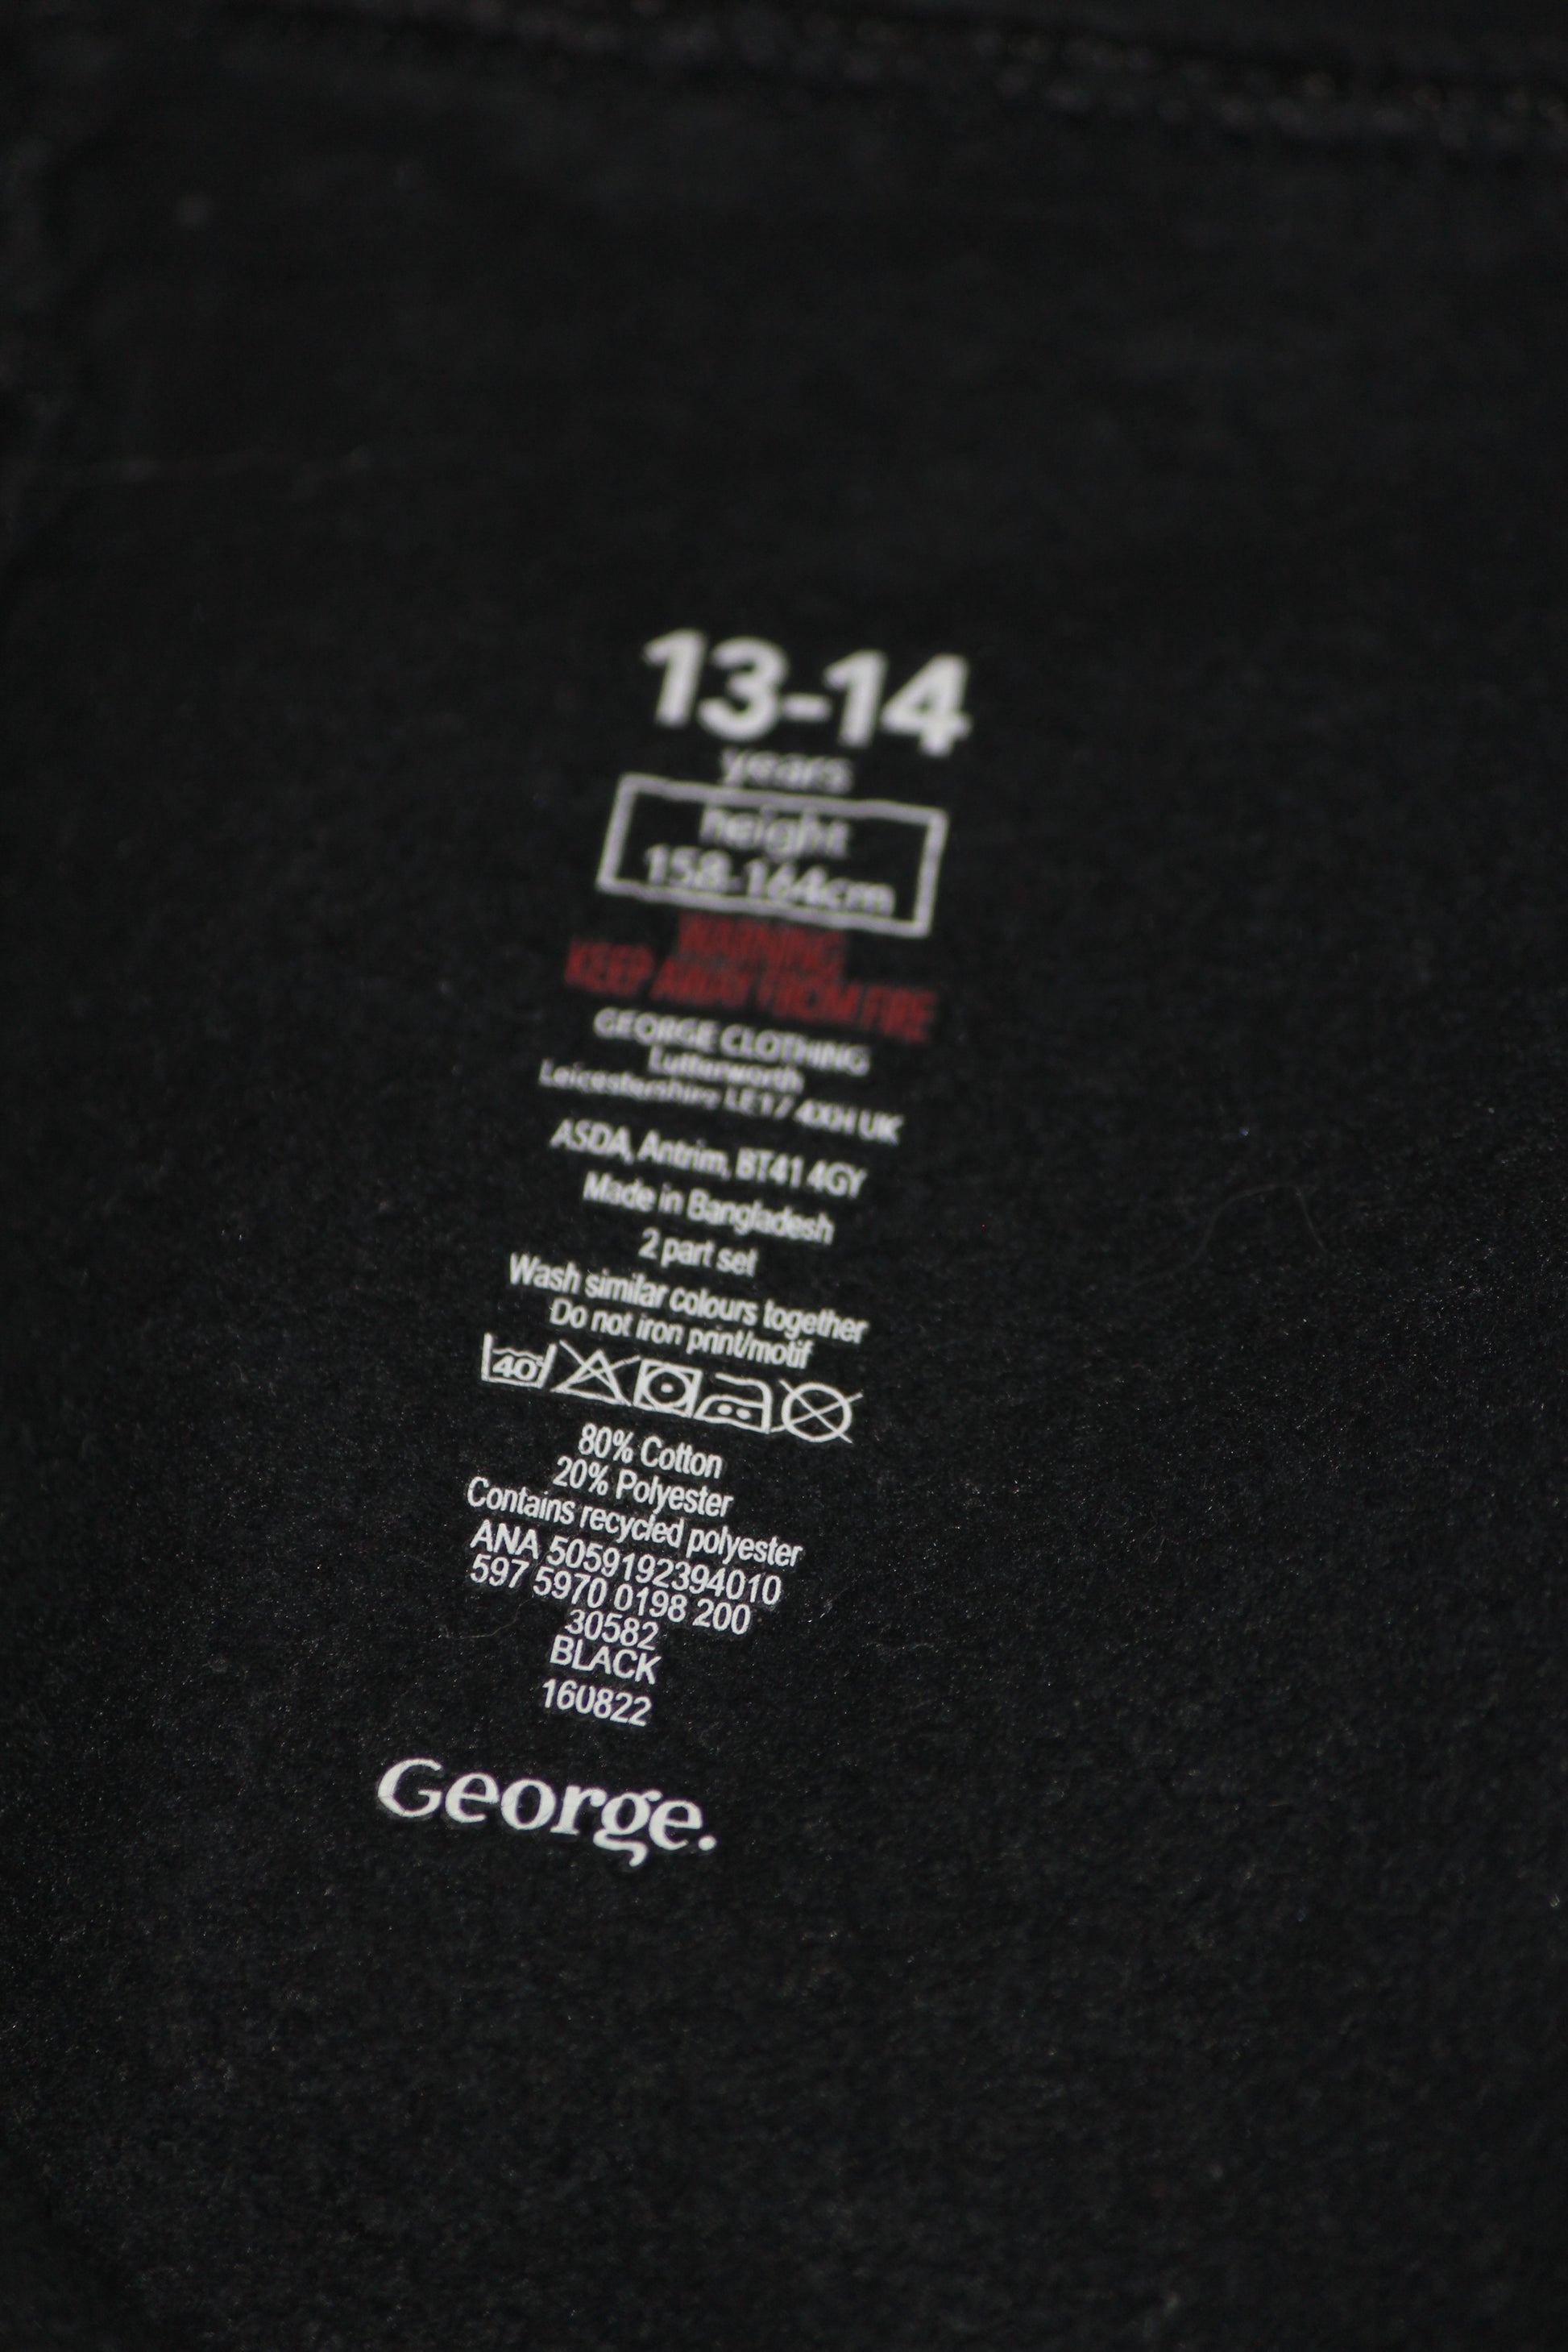 13-14
years
height
158-164cm
WARNING
KEEP AWAY FROM FIRE
GEORGE CLOTHING
Lutterworth
Leicestershire LE17 4XH UK
ASDA, Antrim, BT41 4GY
Made in Bangladesh
2 part set
Wash similar colours together
Do not iron print/motif
40°
80% Cotton
20% Polyester
Contains recycled polyester
ANA 5059192394010
597 5970 0198 200
30582
BLACK
160822
George.